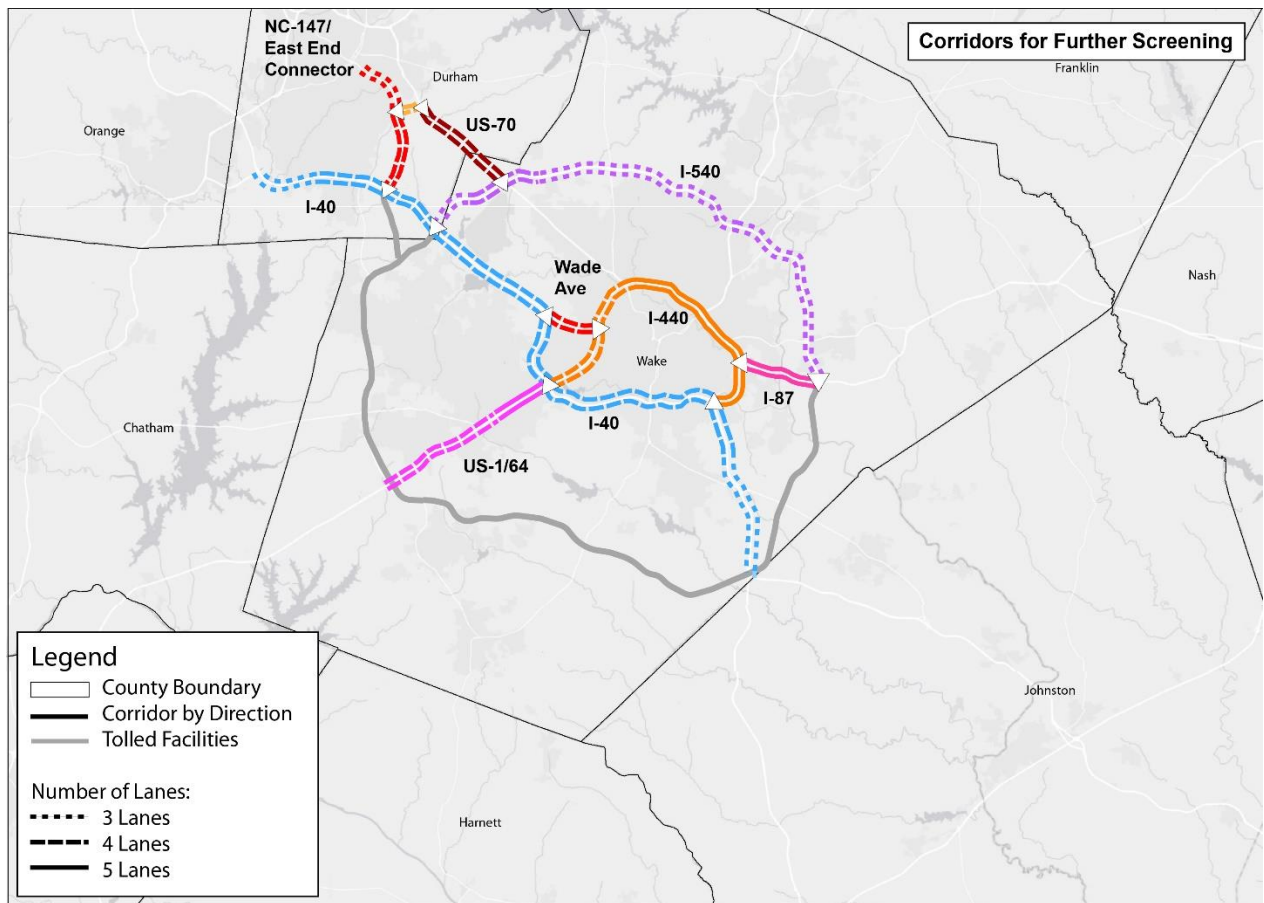 Corridors for Further Screening
NC-147/
East End
Connector
Durham
Franklin
Orange
US-70
I-540
I-40
Nash
Wade
Ave
I-440
Wake
I-87
I-40
Chatham
US-1/64
Legend
County Boundary
Corridor by Direction
Tolled Facilities
Number of Lanes:
3 Lanes
4 Lanes
5 Lanes
Johnston
Harnett